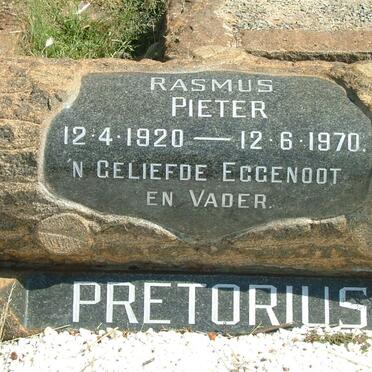 RASMUS
PIETER
12·4·1920 — 12·6·1970.
'N GELIEFDE EGGENOOT
EN VADER.
PRETORIUS